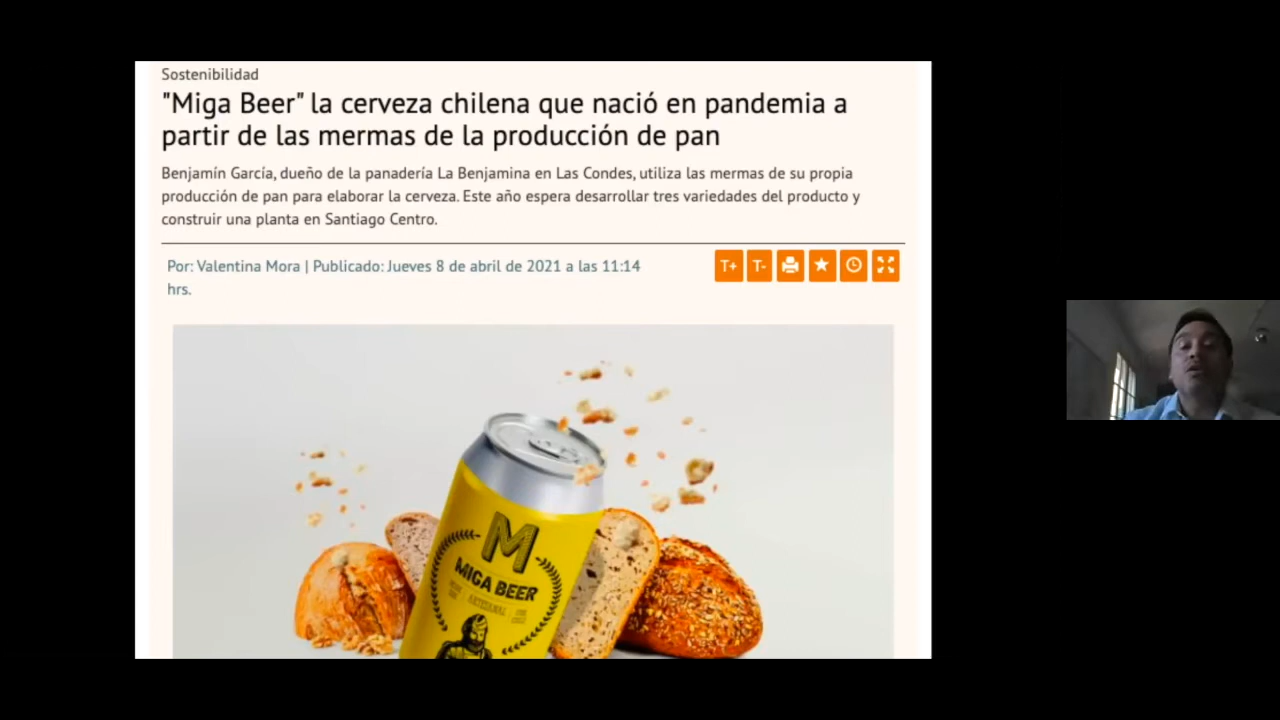 Sostenibilidad
"Miga Beer" la cerveza chilena que nació en pandemia a
partir de las mermas de la producción de pan
Benjamín García, dueño de la panadería La Benjamina en Las Condes, utiliza las mermas de su propia
producción de pan para elaborar la cerveza. Este año espera desarrollar tres variedades del producto y
construir una planta en Santiago Centro.
Por: Valentina Mora | Publicado: Jueves 8 de abril de 2021 a las 11:14
hrs.
T+ T-
M
MIGA BEER
ARTESANAL